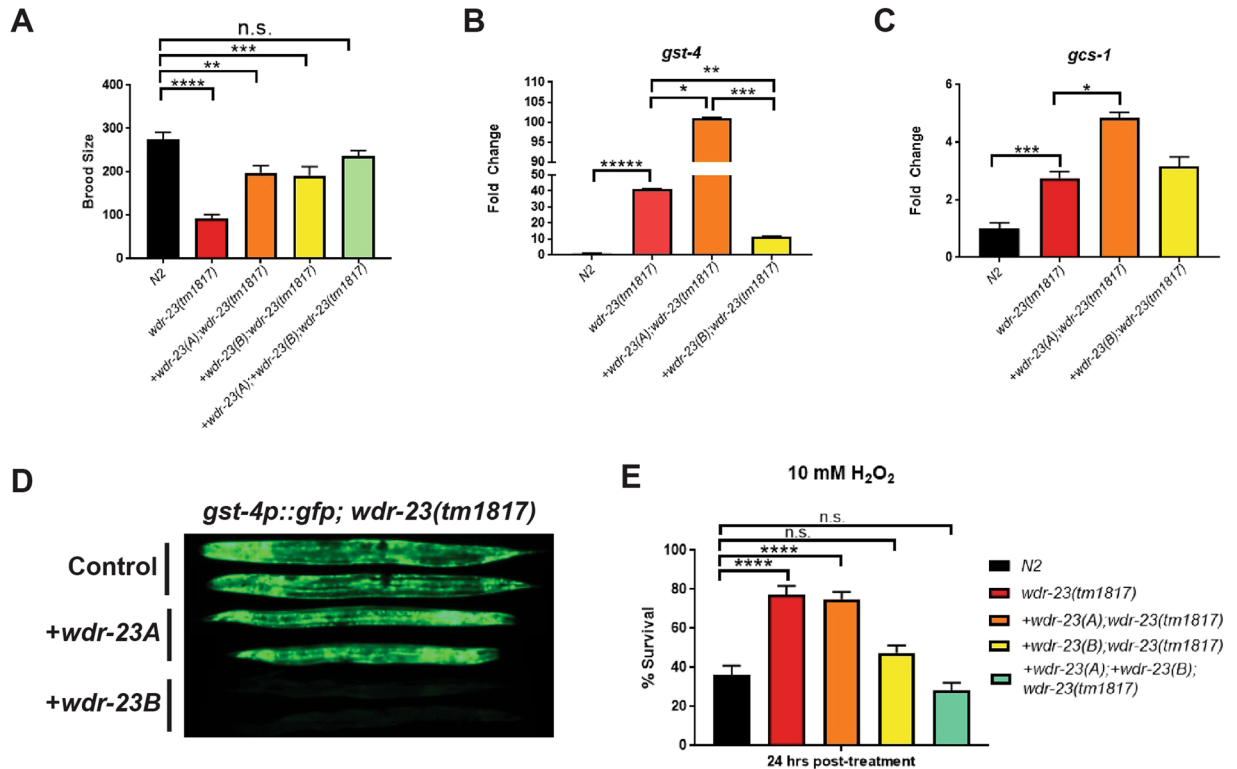 A
n.s.
***
**
****
400
300
200
100
0
Brood Size
N2
wdr-23(tm1817)
+wdr-23(A);wdr-23(tm1817)
+wdr-23(B);wdr-23(tm1817)
+wdr-23(A);+wdr-23(B);wdr-23(tm1817)
B
gst-4
**
*
***
*****
110
105
100
95
90
50
40
30
20
10
0
Fold Change
N2
wdr-23(tm1817)
+wdr-23(A);wdr-23(tm1817)
+wdr-23(B);wdr-23(tm1817)
C
gcs-1
*
***
6
4
2
0
Fold Change
N2
wdr-23(tm1817)
+wdr-23(A);wdr-23(tm1817)
+wdr-23(B);wdr-23(tm1817)
D
gst-4p::gfp; wdr-23(tm1817)
Control
+wdr-23A
+wdr-23B
E
10 mM H₂O₂
n.s.
n.s.
****
****
100
80
60
40
20
0
% Survival
24 hrs post-treatment
N2
wdr-23(tm1817)
+wdr-23(A);wdr-23(tm1817)
+wdr-23(B);wdr-23(tm1817)
+wdr-23(A);+wdr-23(B);
wdr-23(tm1817)